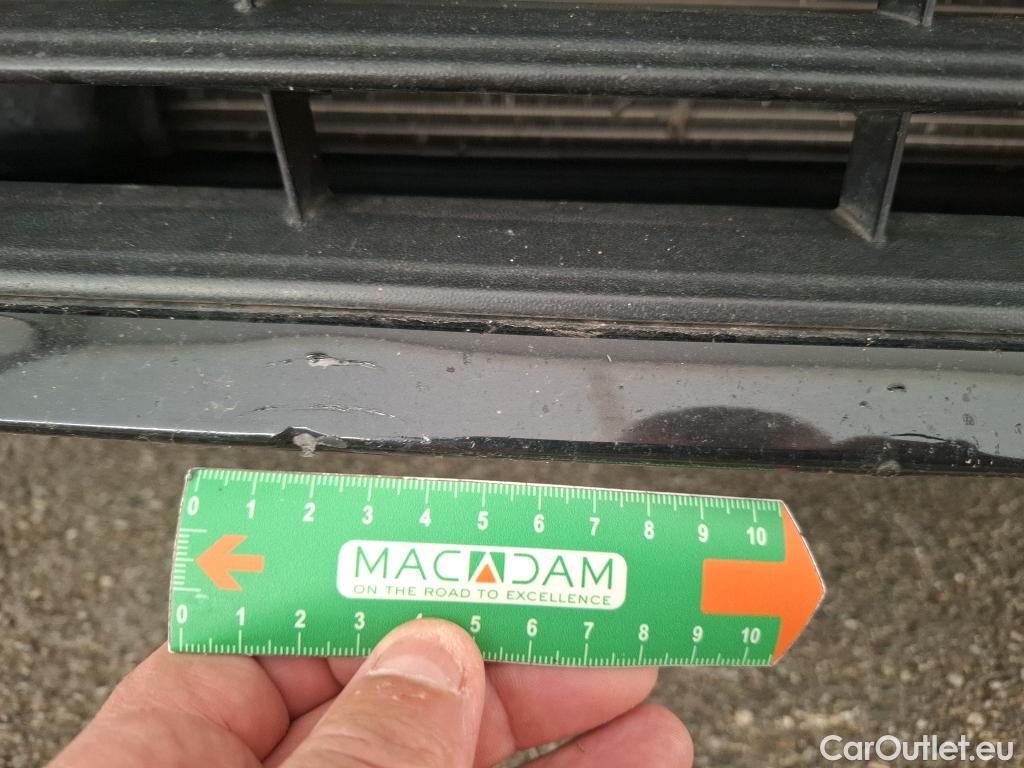 0 1 2 3 4 5 6 7 8 9 10
MACADAM
ON THE ROAD TO EXCELLENCE
0 1 2 3 4 5 6 7 8 9 10
CarOutlet.eu